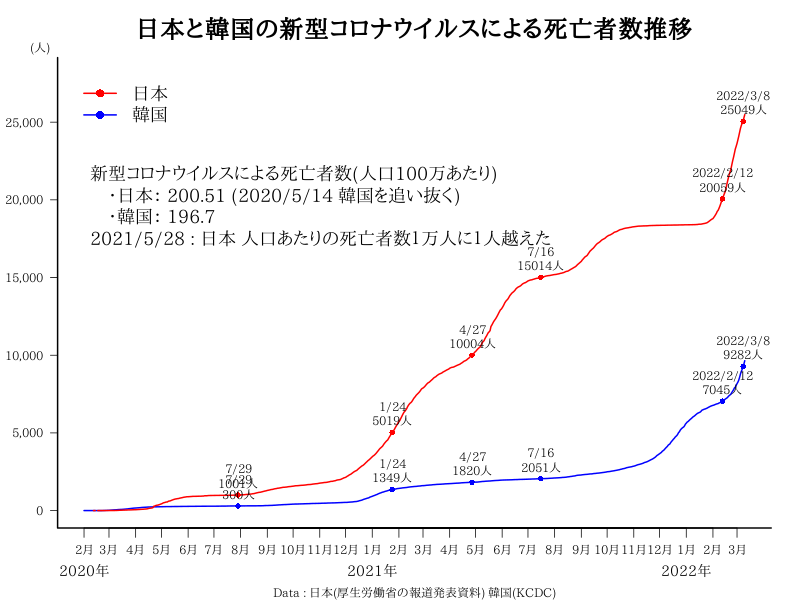 日本と韓国の新型コロナウイルスによる死亡者数推移
(人)
日本
韓国
新型コロナウイルスによる死亡者数(人口100万あたり)
・日本: 200.51 (2020/5/14 韓国を追い抜く)
・韓国: 196.7
2021/5/28 : 日本 人口あたりの死亡者数1万人に1人越えた
2022/3/8
25049人
2022/2/12
20059人
7/16
15014人
4/27
10004人
1/24
5019人
7/29
1001人
7/29
300人
1/24
1349人
4/27
1820人
7/16
2051人
2022/2/12
7045人
2022/3/8
9282人
25,000
20,000
15,000
10,000
5,000
0
2月 3月 4月 5月 6月 7月 8月 9月 10月 11月 12月 1月 2月 3月 4月 5月 6月 7月 8月 9月 10月 11月 12月 1月 2月 3月
2020年 2021年 2022年
Data : 日本(厚生労働省の報道発表資料) 韓国(KCDC)